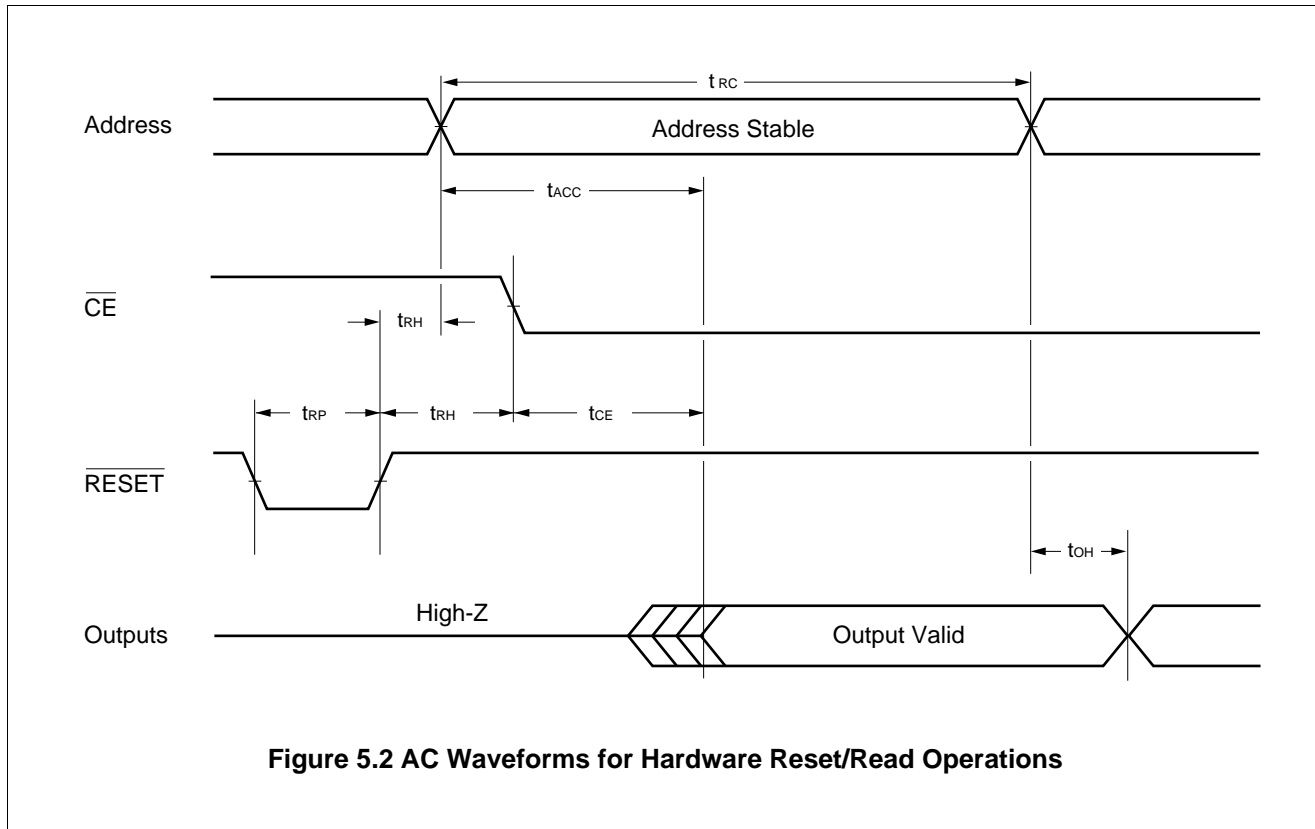 t RC
Address
Address Stable
tACC
CE
tRH
tRP
tRH
tCE
RESET
tOH
High-Z
Outputs
Output Valid
Figure 5.2 AC Waveforms for Hardware Reset/Read Operations